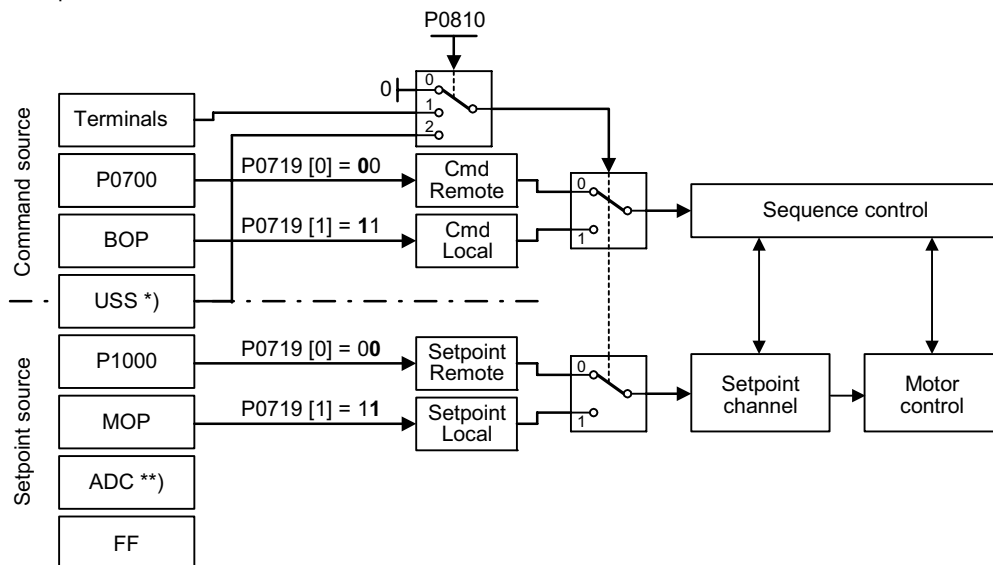 P0810
0
0
1
2
Command source
Terminals
P0700
P0719 [0] = 00
Cmd
Remote
0
1
Sequence control
BOP
P0719 [1] = 11
Cmd
Local
USS *)
Setpoint source
P1000
P0719 [0] = 00
Setpoint
Remote
0
1
Setpoint
channel
Motor
control
MOP
P0719 [1] = 11
Setpoint
Local
ADC **)
FF